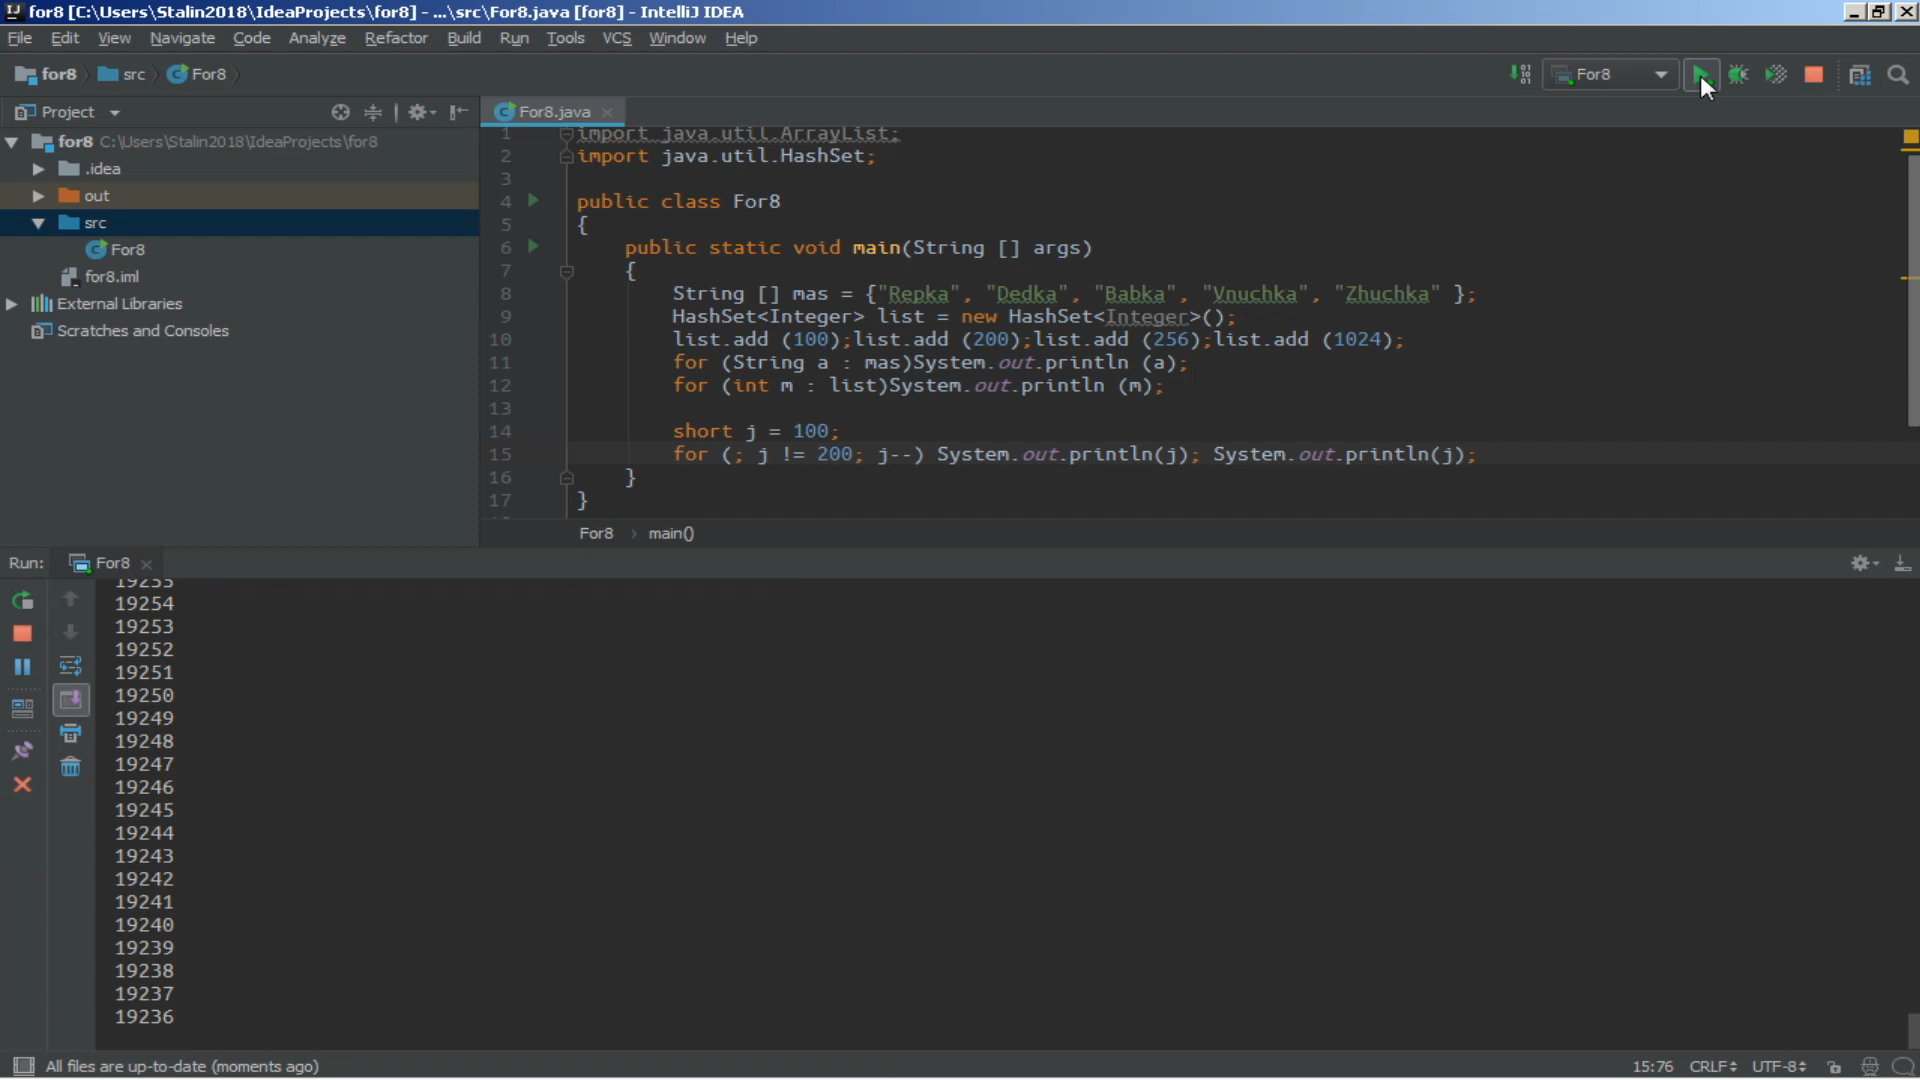 for8 [C:\Users\Stalin2018\IdeaProjects\for8] - ...\src\For8.java [for8] - IntelliJ IDEA
File Edit View Navigate Code Analyze Refactor Build Run Tools VCS Window Help
for8 src For8 For8
Project For8.java
for8 C:\Users\Stalin2018\IdeaProjects\for8
.idea
out
src
For8
for8.iml
External Libraries
Scratches and Consoles
1 import java.util.ArrayList;
2 import java.util.HashSet;
3
4 public class For8
5 {
6 public static void main(String [] args)
7 {
8 String [] mas = {"Repka", "Dedka", "Babka", "Vnuchka", "Zhuchka" };
9 HashSet<Integer> list = new HashSet<Integer>();
10 list.add (100);list.add (200);list.add (256);list.add (1024);
11 for (String a : mas)System.out.println (a);
12 for (int m : list)System.out.println (m);
13
14 short j = 100;
15 for (; j != 200; j--) System.out.println(j); System.out.println(j);
16 }
17 }
For8 main()
Run: For8
19255
19254
19253
19252
19251
19250
19249
19248
19247
19246
19245
19244
19243
19242
19241
19240
19239
19238
19237
19236
All files are up-to-date (moments ago) 15:76 CRLF UTF-8